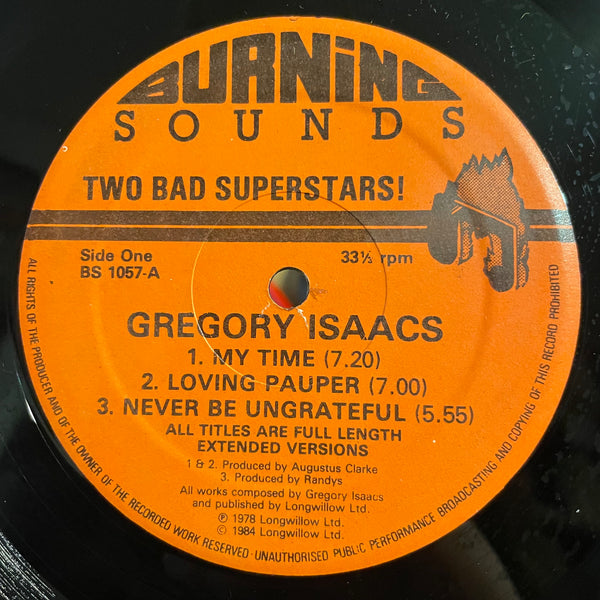 BURNiNG
SOUNDS
TWO BAD SUPERSTARS!
Side One
BS 1057-A
33⅓ rpm
GREGORY ISAACS
1. MY TIME (7.20)
2. LOVING PAUPER (7.00)
3. NEVER BE UNGRATEFUL (5.55)
ALL TITLES ARE FULL LENGTH
EXTENDED VERSIONS
1 & 2. Produced by Augustus Clarke
3. Produced by Randys
All works composed by Gregory Isaacs
and published by Longwillow Ltd.
℗ 1978 Longwillow Ltd.
© 1984 Longwillow Ltd.
ALL RIGHTS OF THE PRODUCER AND OF THE OWNER OF THE RECORDED WORK RESERVED·UNAUTHORISED PUBLIC PERFORMANCE BROADCASTING AND COPYING OF THIS RECORD PROHIBITED